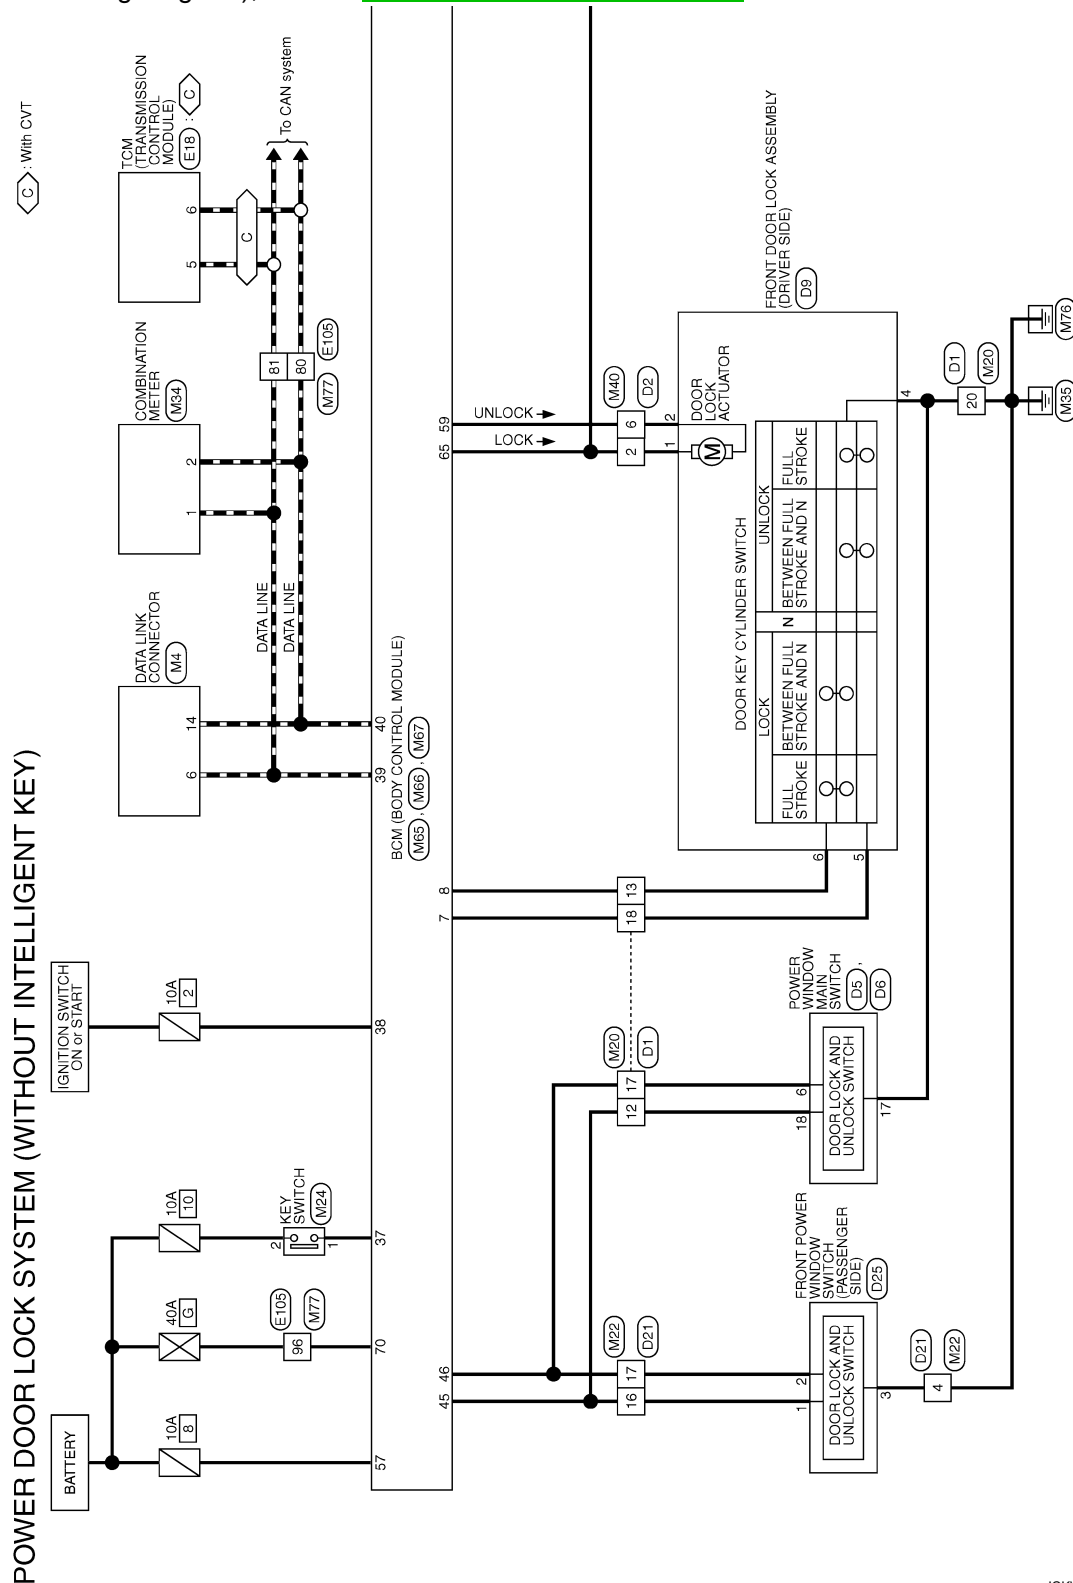 POWER DOOR LOCK SYSTEM (WITHOUT INTELLIGENT KEY)
C : With CVT
BATTERY
IGNITION SWITCH
ON or START
10A
8
40A
G
10A
10
10A
2
E105
96
M77
KEY
SWITCH
M24
2
1
57
70
37
38
39
40
DATA LINK
CONNECTOR
M4
6
14
COMBINATION
METER
M34
1
2
TCM
(TRANSMISSION
CONTROL
MODULE)
E18 : C
5
6
C
DATA LINE
DATA LINE
81
80
M77
E105
To CAN system
BCM (BODY CONTROL MODULE)
M65 , M66 , M67
45
46
7
8
65
59
LOCK
UNLOCK
M22
D21
16
17
M20
D1
12
17
18
13
M40
D2
2
6
1
2
DOOR
LOCK
ACTUATOR
M
FRONT DOOR LOCK ASSEMBLY
(DRIVER SIDE)
D9
DOOR KEY CYLINDER SWITCH
LOCK
N
UNLOCK
FULL
STROKE
BETWEEN FULL
STROKE AND N
BETWEEN FULL
STROKE AND N
FULL
STROKE
6
5
4
FRONT POWER
WINDOW
SWITCH
(PASSENGER
SIDE)
D25
DOOR LOCK AND
UNLOCK SWITCH
1
2
3
POWER
WINDOW
MAIN
SWITCH
D5 ,
D6
DOOR LOCK AND
UNLOCK SWITCH
18
6
17
D21
M22
4
D1
M20
20
M35
M76